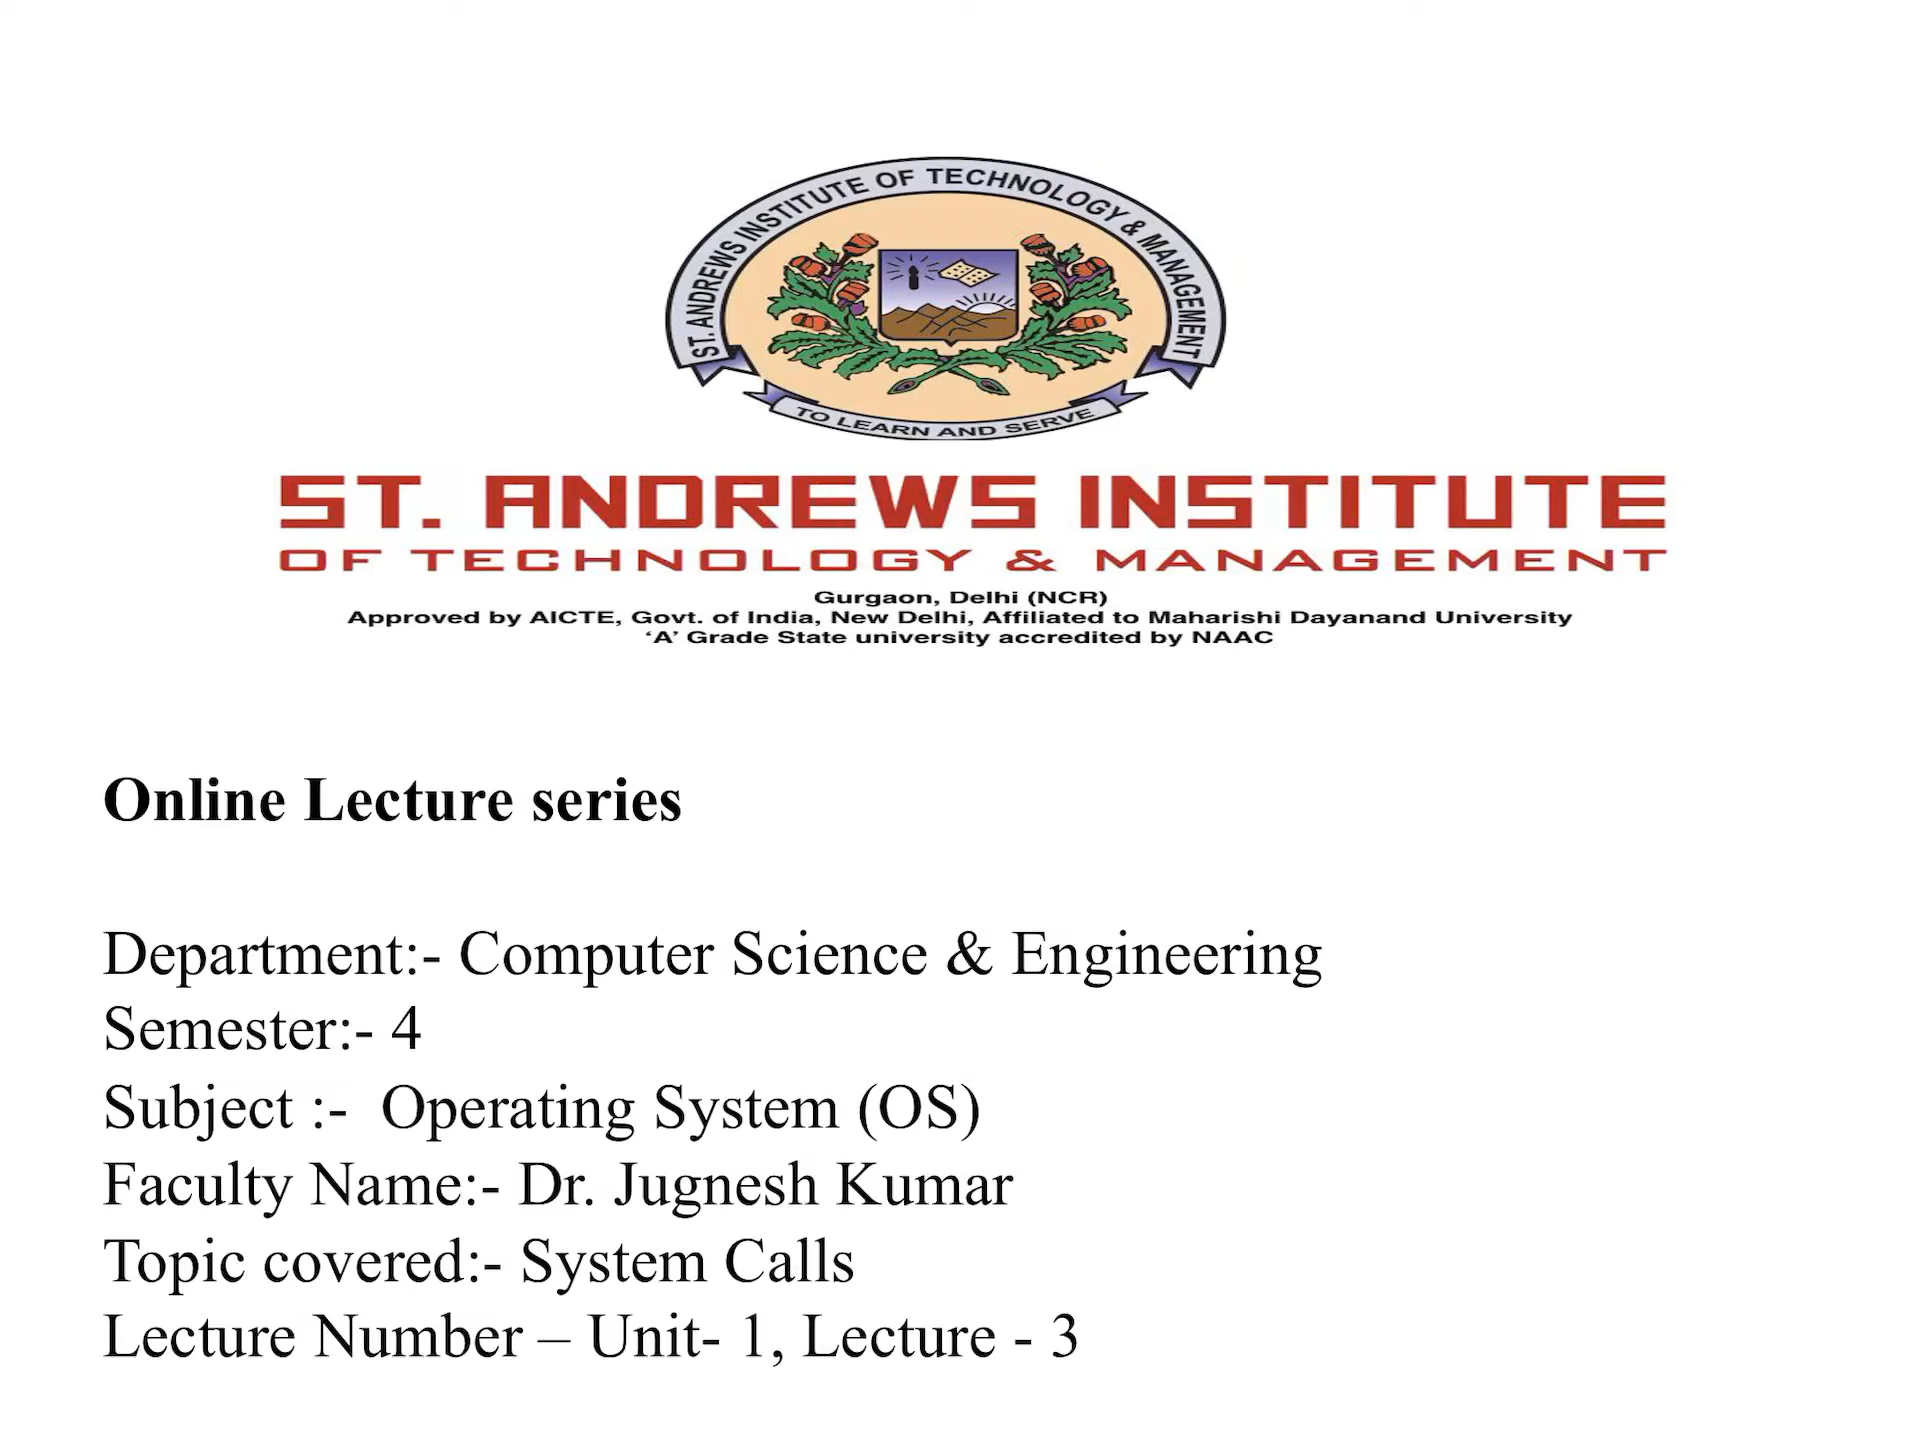 ST. ANDREWS INSTITUTE OF TECHNOLOGY & MANAGEMENT
TO LEARN AND SERVE
ST. ANDREWS INSTITUTE
OF TECHNOLOGY & MANAGEMENT
Gurgaon, Delhi (NCR)
Approved by AICTE, Govt. of India, New Delhi, Affiliated to Maharishi Dayanand University
‘A’ Grade State university accredited by NAAC
Online Lecture series
Department:- Computer Science & Engineering
Semester:- 4
Subject :- Operating System (OS)
Faculty Name:- Dr. Jugnesh Kumar
Topic covered:- System Calls
Lecture Number – Unit- 1, Lecture - 3